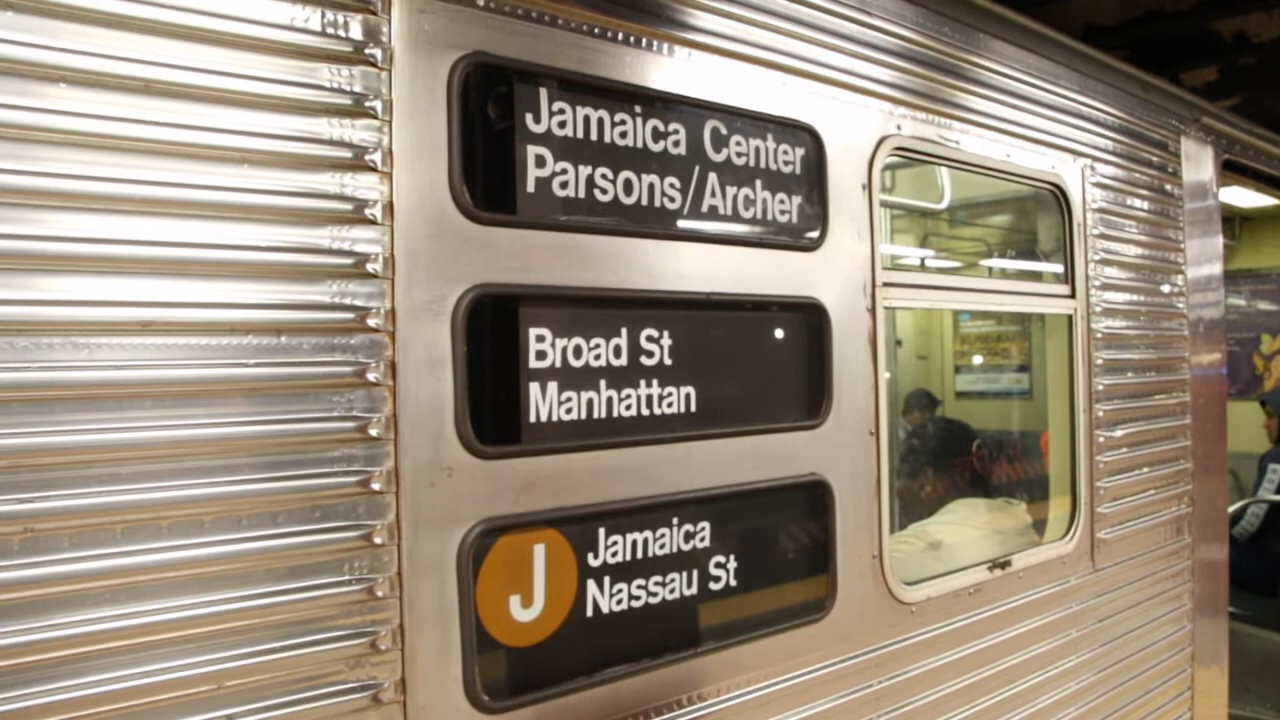 Jamaica Center
Parsons/Archer
Broad St
Manhattan
J
Jamaica
Nassau St